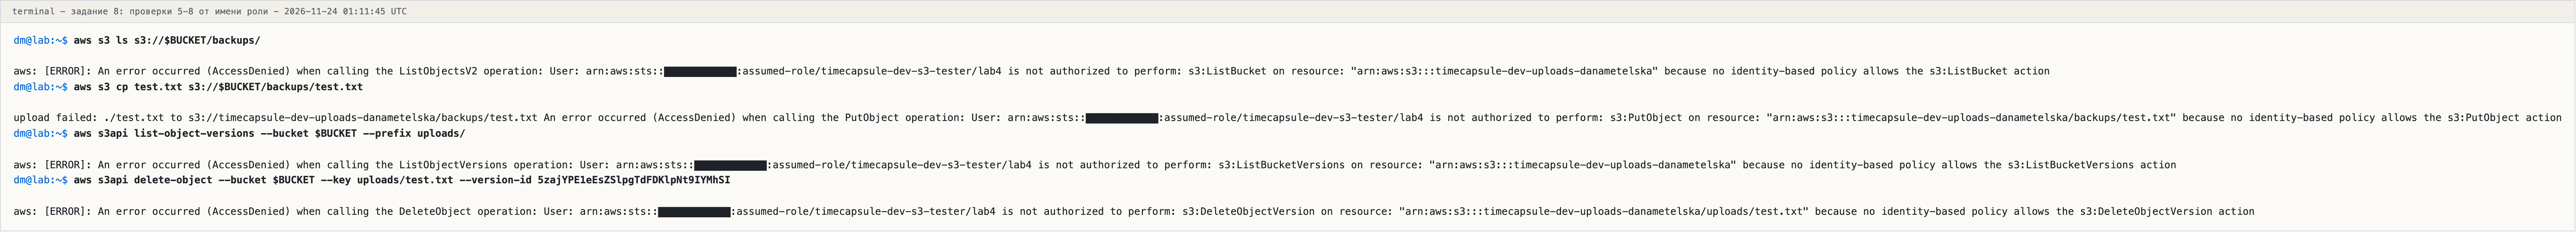 terminal – задание 8: проверки 5-8 от имени роли – 2026-11-24 01:11:45 UTC
dm@lab:~$ aws s3 ls s3://$BUCKET/backups/
aws: [ERROR]: An error occurred (AccessDenied) when calling the ListObjectsV2 operation: User: arn:aws:sts:::assumed-role/timecapsule-dev-s3-tester/lab4 is not authorized to perform: s3:ListBucket on resource: "arn:aws:s3:::timecapsule-dev-uploads-danametelska" because no identity-based policy allows the s3:ListBucket action
dm@lab:~$ aws s3 cp test.txt s3://$BUCKET/backups/test.txt
upload failed: ./test.txt to s3://timecapsule-dev-uploads-danametelska/backups/test.txt An error occurred (AccessDenied) when calling the PutObject operation: User: arn:aws:sts:::assumed-role/timecapsule-dev-s3-tester/lab4 is not authorized to perform: s3:PutObject on resource: "arn:aws:s3:::timecapsule-dev-uploads-danametelska/backups/test.txt" because no identity-based policy allows the s3:PutObject action
dm@lab:~$ aws s3api list-object-versions --bucket $BUCKET --prefix uploads/
aws: [ERROR]: An error occurred (AccessDenied) when calling the ListObjectVersions operation: User: arn:aws:sts:::assumed-role/timecapsule-dev-s3-tester/lab4 is not authorized to perform: s3:ListBucketVersions on resource: "arn:aws:s3:::timecapsule-dev-uploads-danametelska" because no identity-based policy allows the s3:ListBucketVersions action
dm@lab:~$ aws s3api delete-object --bucket $BUCKET --key uploads/test.txt --version-id 5zajYPE1eEsZSlpgTdFDKlpNt9IYMhSI
aws: [ERROR]: An error occurred (AccessDenied) when calling the DeleteObject operation: User: arn:aws:sts:::assumed-role/timecapsule-dev-s3-tester/lab4 is not authorized to perform: s3:DeleteObjectVersion on resource: "arn:aws:s3:::timecapsule-dev-uploads-danametelska/uploads/test.txt" because no identity-based policy allows the s3:DeleteObjectVersion action